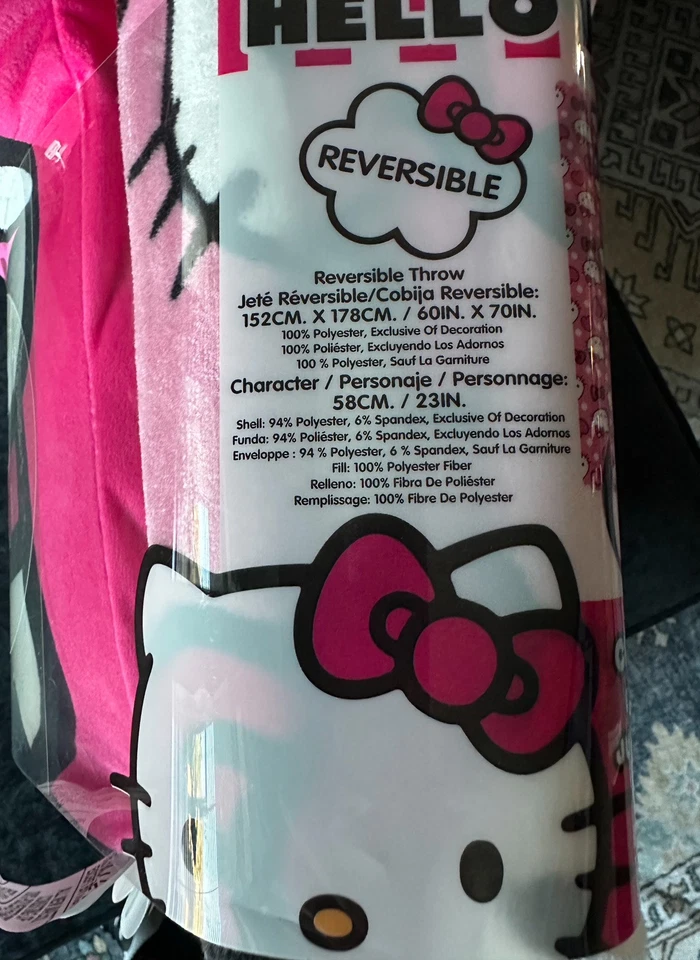 HELLO
REVERSIBLE
Reversible Throw
Jeté Réversible/Cobija Reversible:
152CM. X 178CM. / 60IN. X 70IN.
100% Polyester, Exclusive Of Decoration
100% Poliéster, Excluyendo Los Adornos
100 % Polyester, Sauf La Garniture
Character / Personaje / Personnage:
58CM. / 23IN.
Shell: 94% Polyester, 6% Spandex, Exclusive Of Decoration
Funda: 94% Poliéster, 6% Spandex, Excluyendo Los Adornos
Enveloppe : 94 % Polyester, 6 % Spandex, Sauf La Garniture
Fill: 100% Polyester Fiber
Relleno: 100% Fibra De Poliéster
Remplissage: 100% Fibre De Polyester